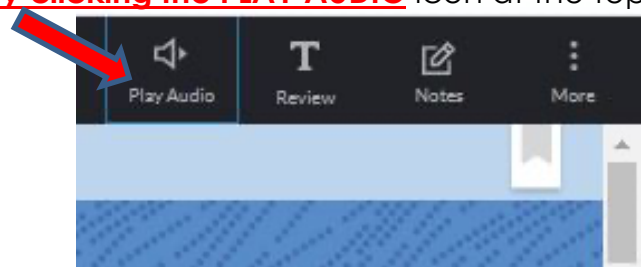 y clicking the PLAY AUDIO icon at the top
Play Audio Review Notes More